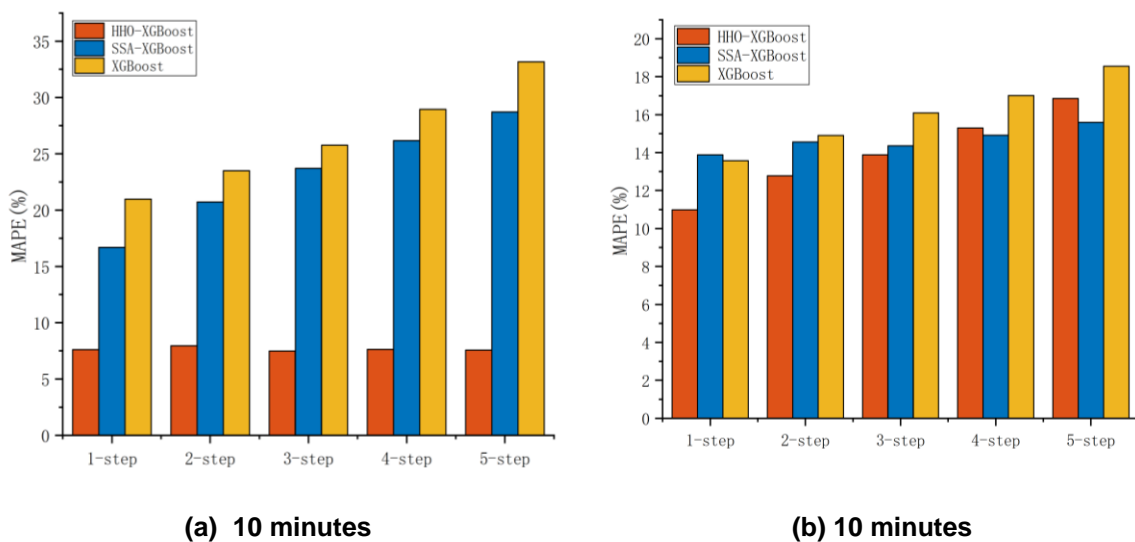 HHO-XGBoost
SSA-XGBoost
XGBoost
MAPE(%)
35
30
25
20
15
10
5
0
1-step 2-step 3-step 4-step 5-step
(a) 10 minutes
HHO-XGBoost
SSA-XGBoost
XGBoost
MAPE(%)
20
18
16
14
12
10
8
6
4
2
0
1-step 2-step 3-step 4-step 5-step
(b) 10 minutes